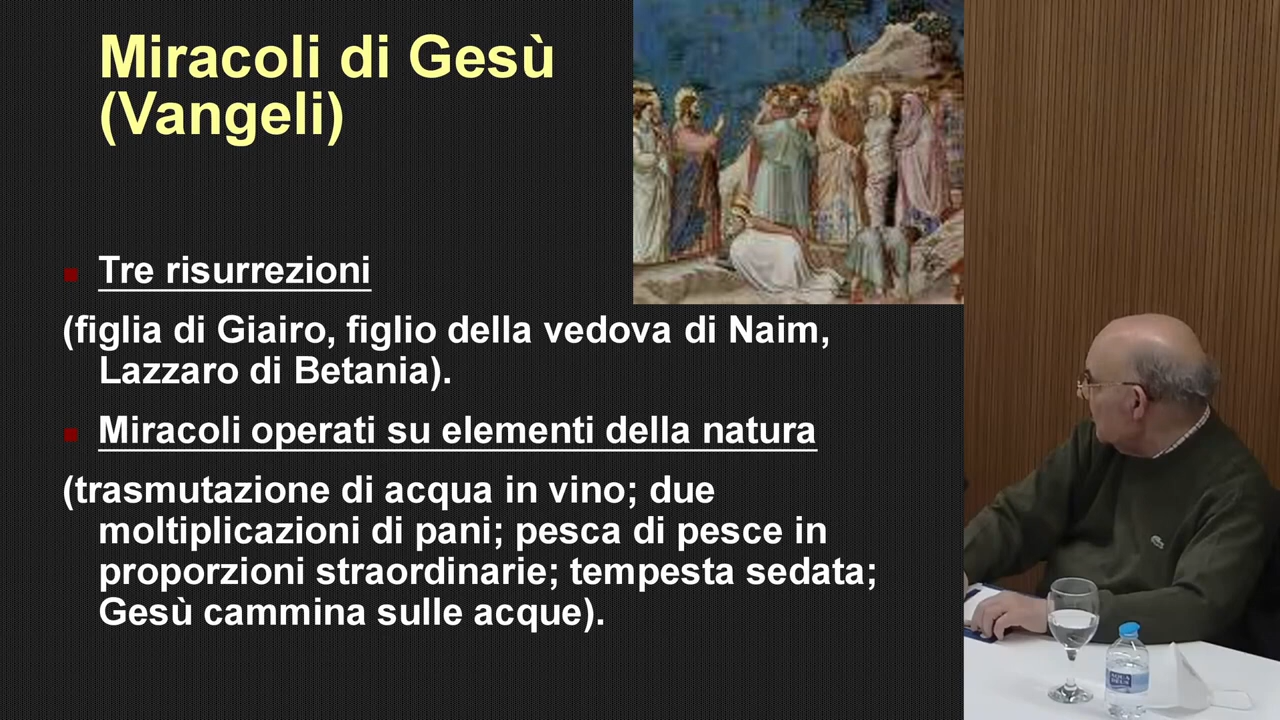 Miracoli di Gesù
(Vangeli)
Tre risurrezioni
(figlia di Giairo, figlio della vedova di Naim,
Lazzaro di Betania).
Miracoli operati su elementi della natura
(trasmutazione di acqua in vino; due
moltiplicazioni di pani; pesca di pesce in
proporzioni straordinarie; tempesta sedata;
Gesù cammina sulle acque).